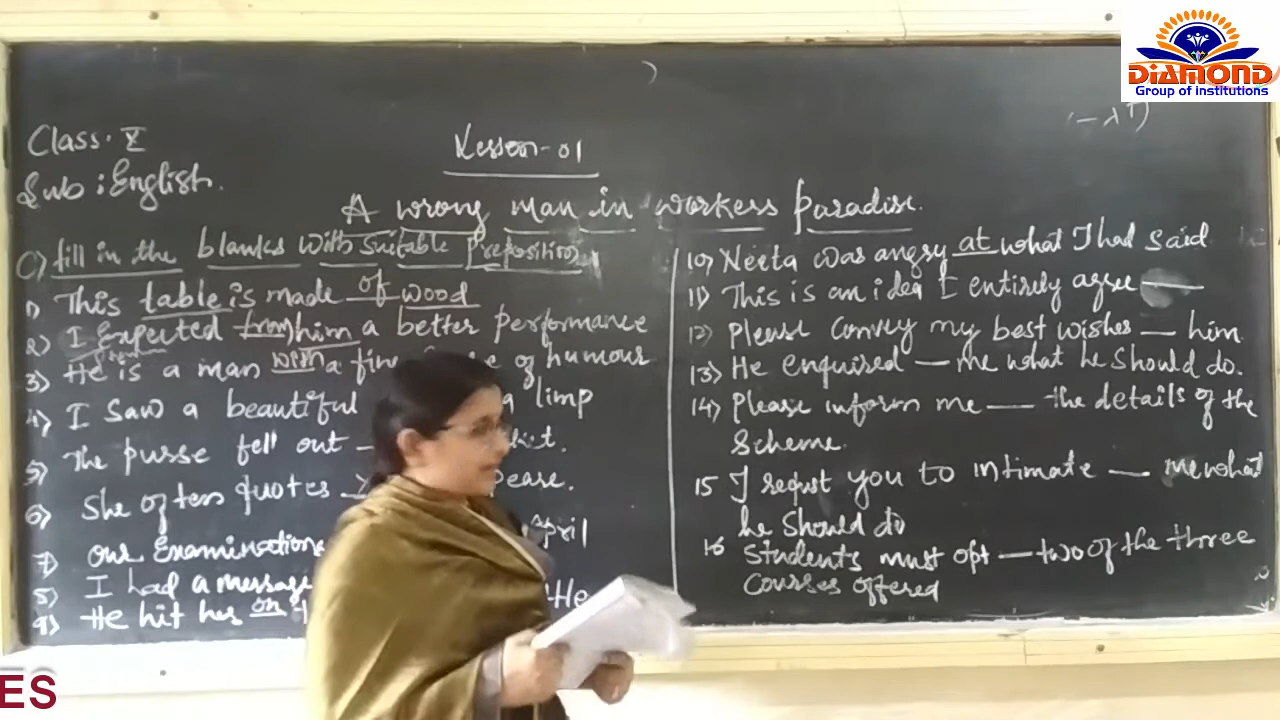 DIAMOND
Group of institutions
Class. X
Sub : English.
Lesson-01
A wrong man in workers paradise.
C) fill in the blanks with suitable preposition
1) This table is made of wood
2) I Expected from him a better performance
3) He is a man with a fine of humour
4) I saw a beautiful limp
5) The purse fell out
6) She often quotes peare.
7) our Examinations April
8) I had a message
9) He hit her on the
10) Neeta was angry at what I had said
11) This is an idea I entirely agree —
12) Please convey my best wishes — him.
13) He enquired — me what he should do.
14) Please inform me — the details of the
scheme.
15 I requst you to intimate — me what
he should do
16 Students must opt — two of the three
courses offered
ES